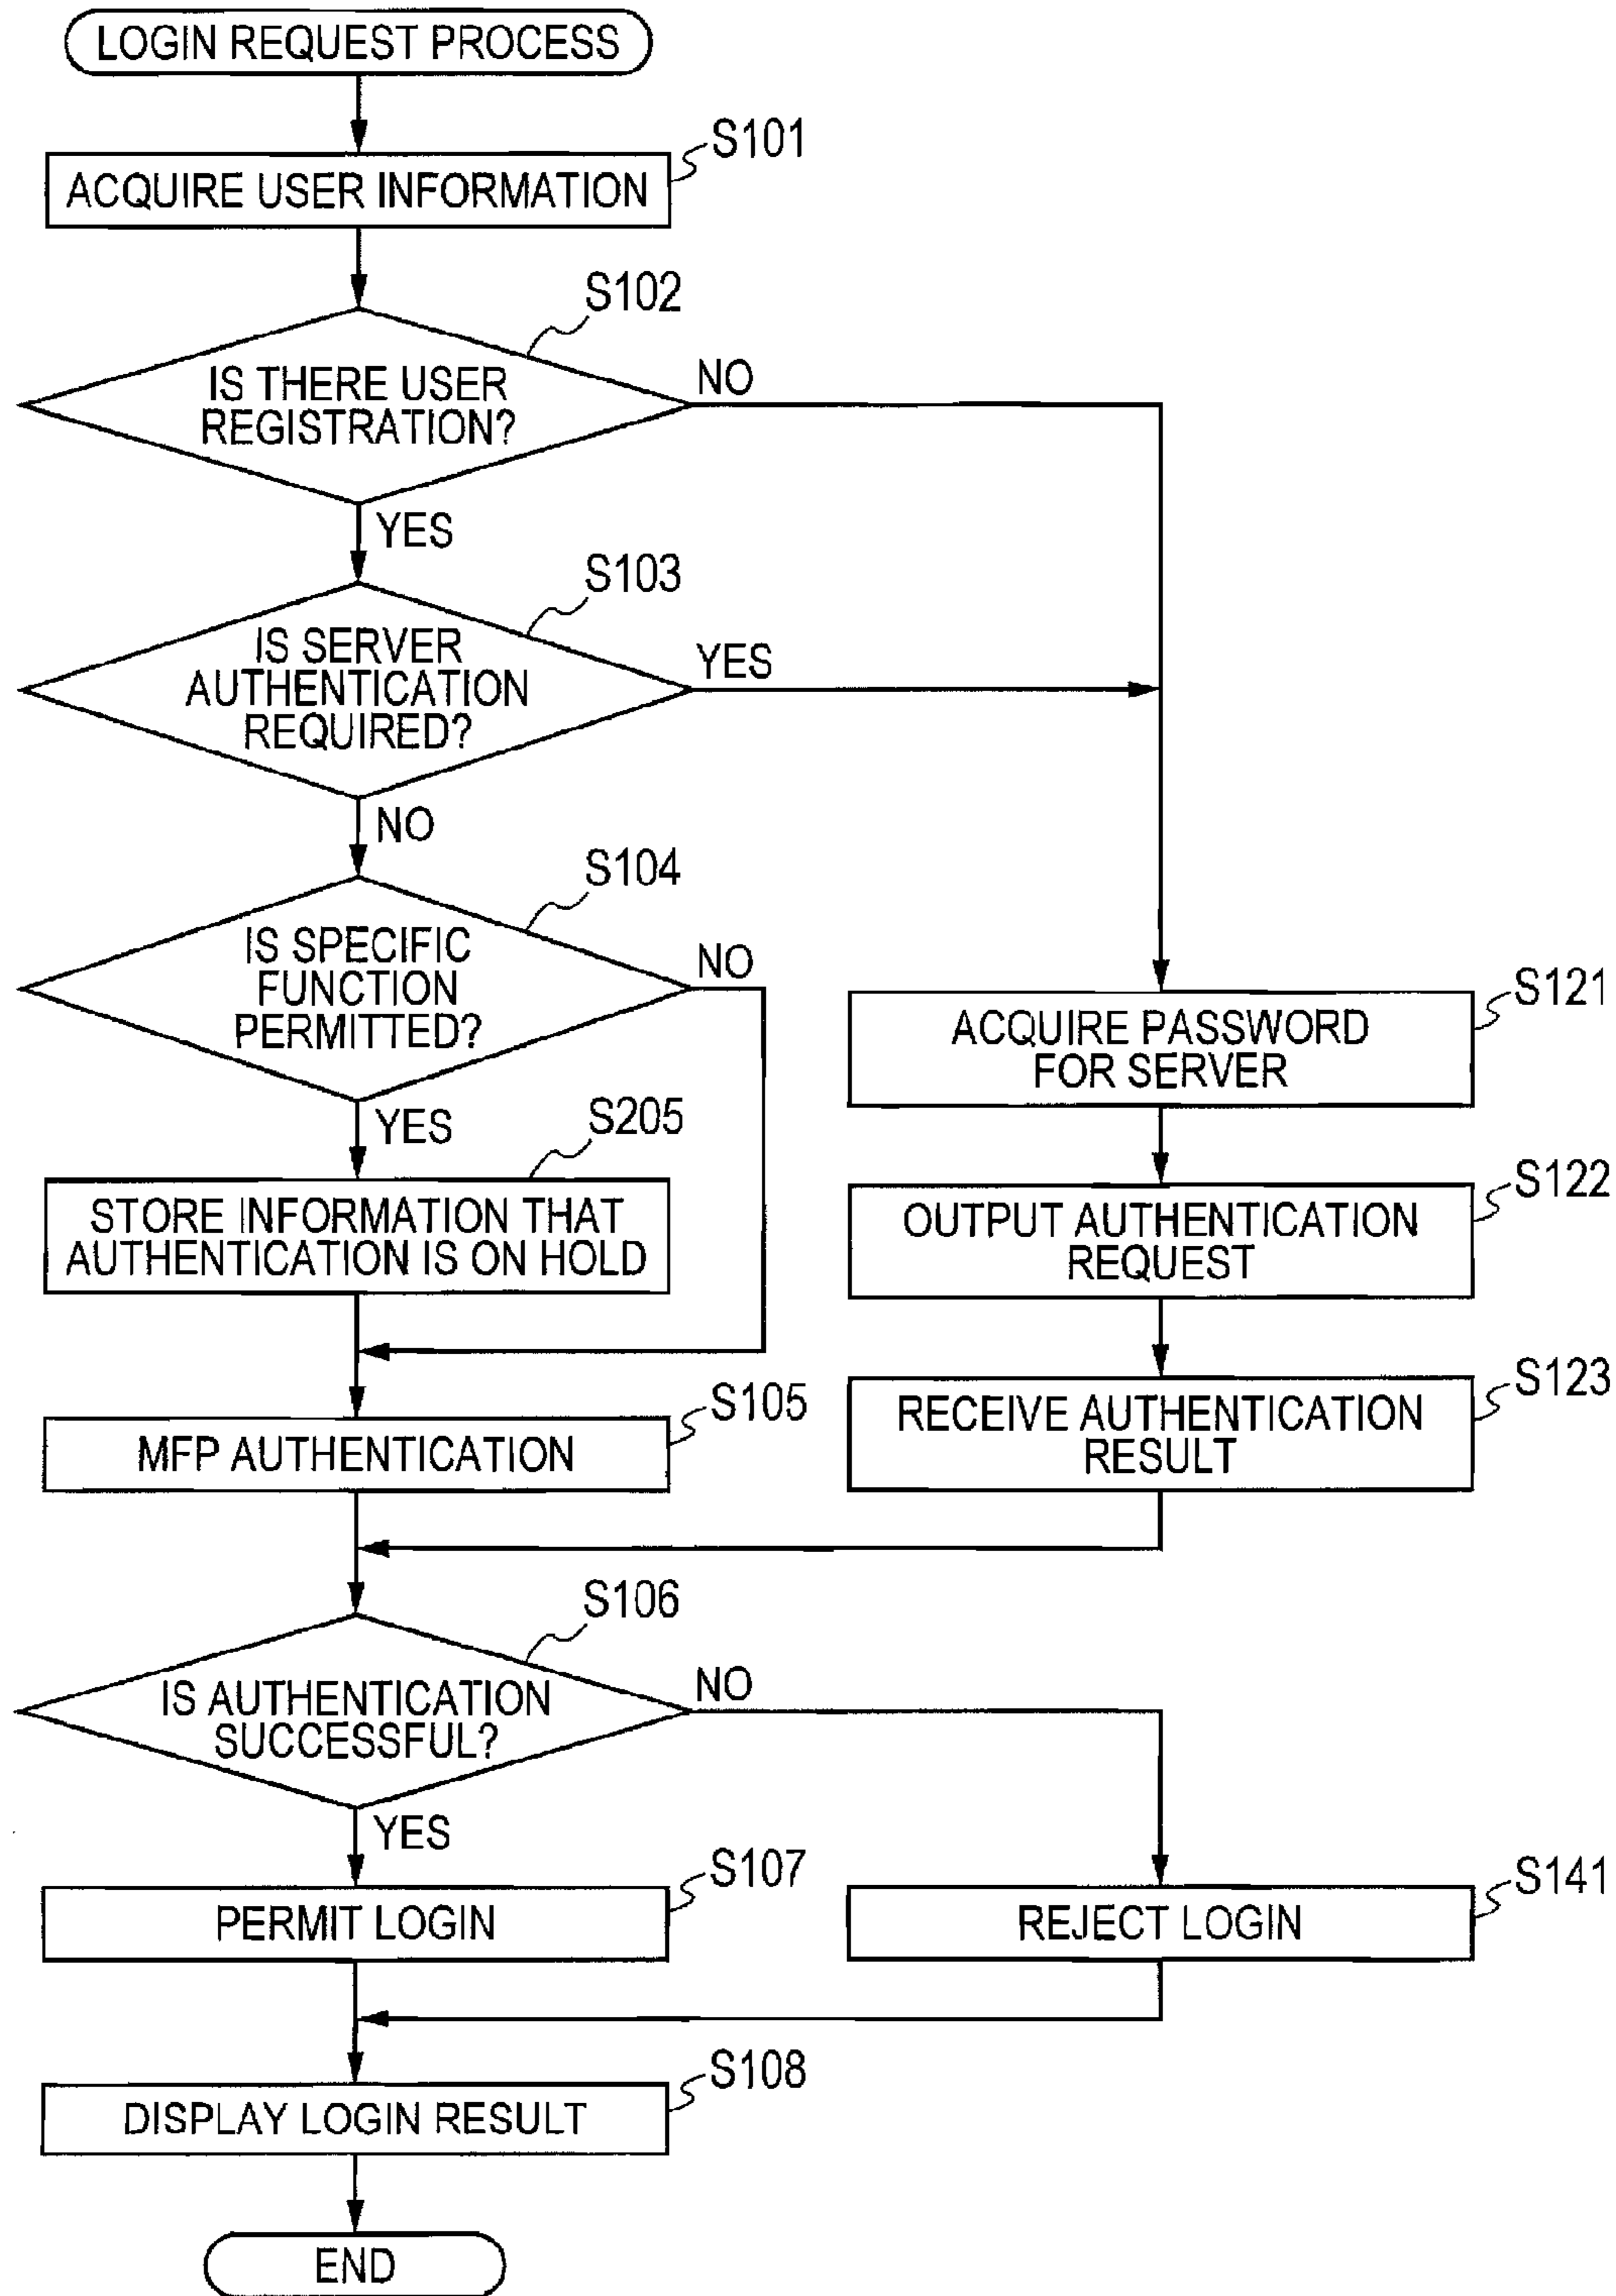 LOGIN REQUEST PROCESS
S101
ACQUIRE USER INFORMATION
S102
IS THERE USER
REGISTRATION?
NO
YES
S103
IS SERVER
AUTHENTICATION
REQUIRED?
YES
NO
S104
IS SPECIFIC
FUNCTION
PERMITTED?
NO
YES
S205
STORE INFORMATION THAT
AUTHENTICATION IS ON HOLD
S121
ACQUIRE PASSWORD
FOR SERVER
S122
OUTPUT AUTHENTICATION
REQUEST
S123
RECEIVE AUTHENTICATION
RESULT
S105
MFP AUTHENTICATION
S106
IS AUTHENTICATION
SUCCESSFUL?
NO
YES
S107
PERMIT LOGIN
S141
REJECT LOGIN
S108
DISPLAY LOGIN RESULT
END